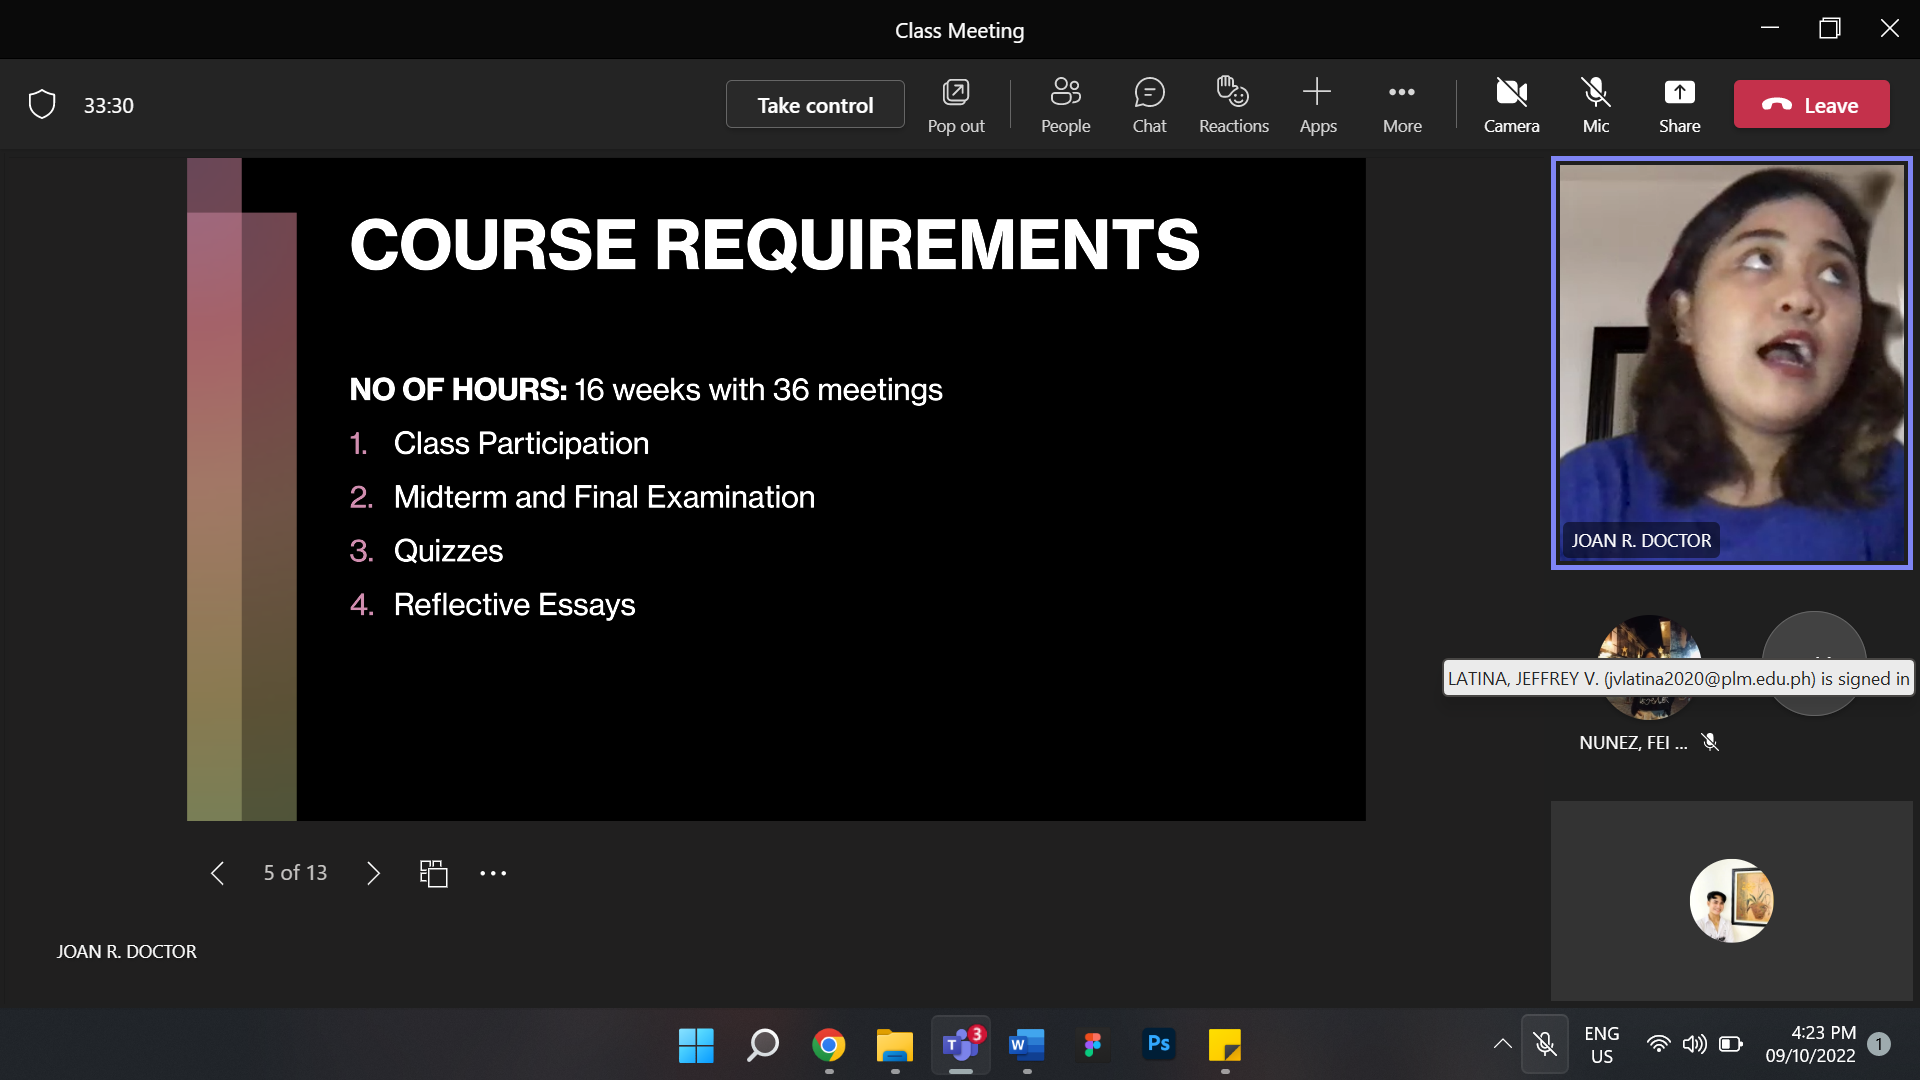 Class Meeting
33:30
Take control
Pop out
People
Chat
Reactions
Apps
More
Camera
Mic
Share
Leave
COURSE REQUIREMENTS
NO OF HOURS: 16 weeks with 36 meetings
1. Class Participation
2. Midterm and Final Examination
3. Quizzes
4. Reflective Essays
JOAN R. DOCTOR
LATINA, JEFFREY V. (jvlatina2020@plm.edu.ph) is signed in
NUNEZ, FEI ...
5 of 13
JOAN R. DOCTOR
T
3
W
Ps
ENG
US
4:23 PM
09/10/2022
1